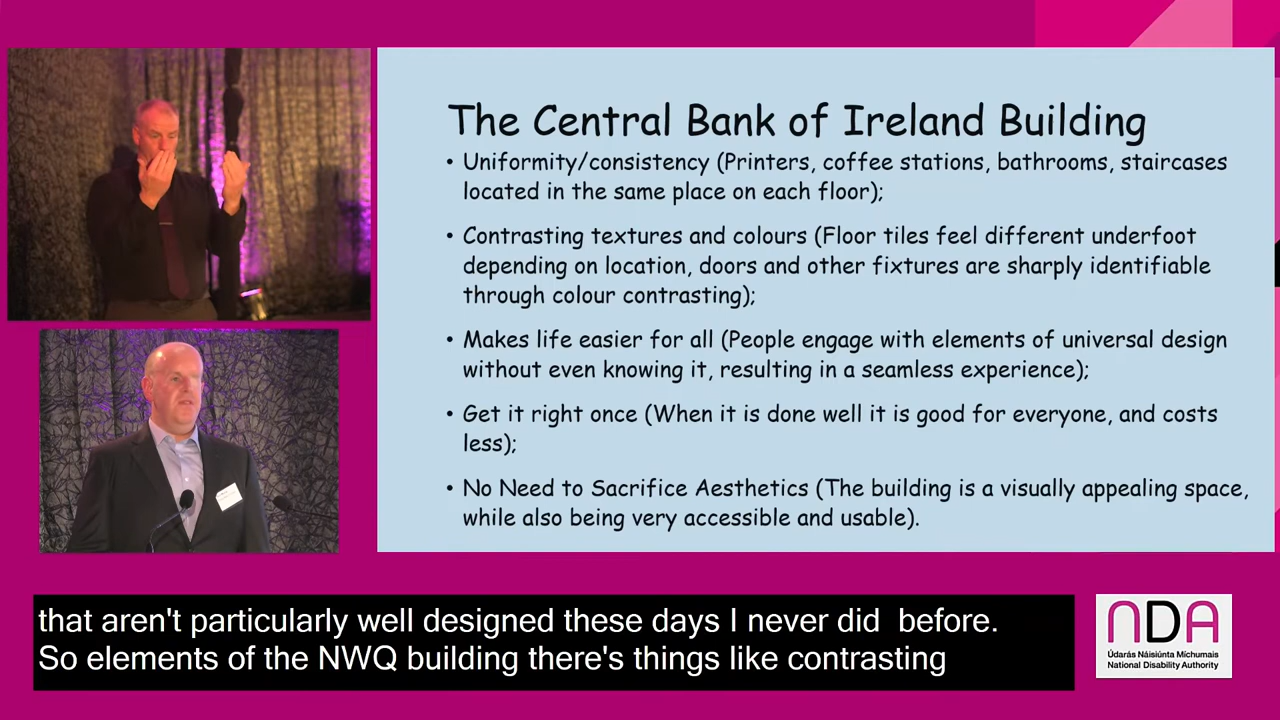 The Central Bank of Ireland Building
• Uniformity/consistency (Printers, coffee stations, bathrooms, staircases
located in the same place on each floor);
• Contrasting textures and colours (Floor tiles feel different underfoot
depending on location, doors and other fixtures are sharply identifiable
through colour contrasting);
• Makes life easier for all (People engage with elements of universal design
without even knowing it, resulting in a seamless experience);
• Get it right once (When it is done well it is good for everyone, and costs
less);
• No Need to Sacrifice Aesthetics (The building is a visually appealing space,
while also being very accessible and usable).
that aren't particularly well designed these days I never did  before.
So elements of the NWQ building there's things like contrasting
NDA
Údarás Náisiúnta Míchumais
National Disability Authority